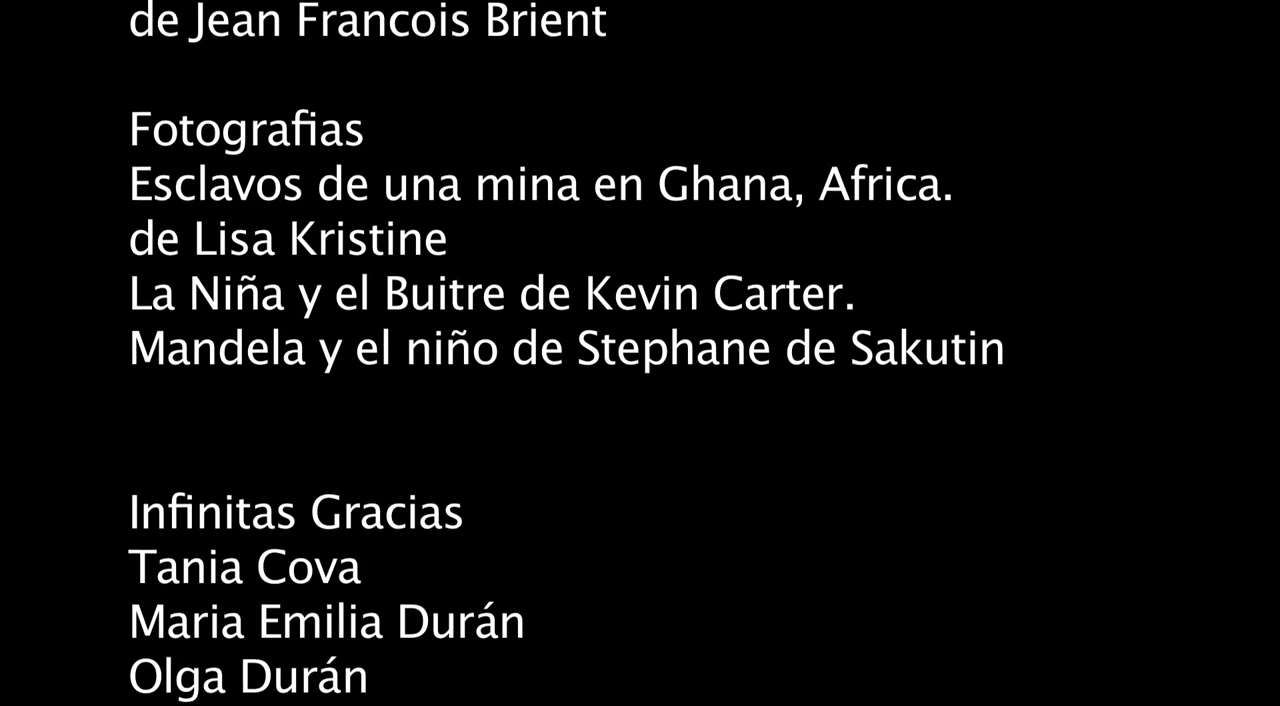 de Jean Francois Brient
Fotografias
Esclavos de una mina en Ghana, Africa.
de Lisa Kristine
La Niña y el Buitre de Kevin Carter.
Mandela y el niño de Stephane de Sakutin
Infinitas Gracias
Tania Cova
Maria Emilia Durán
Olga Durán